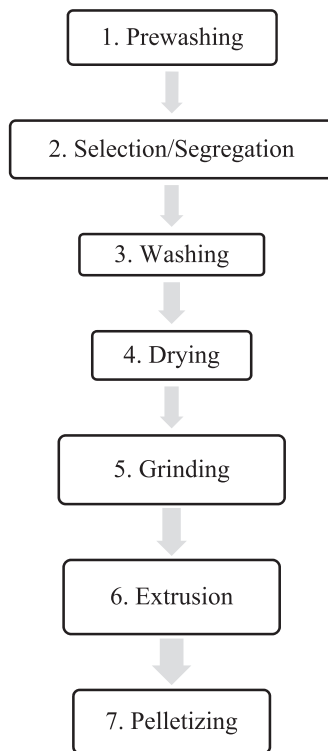 1. Prewashing
2. Selection/Segregation
3. Washing
4. Drying
5. Grinding
6. Extrusion
7. Pelletizing